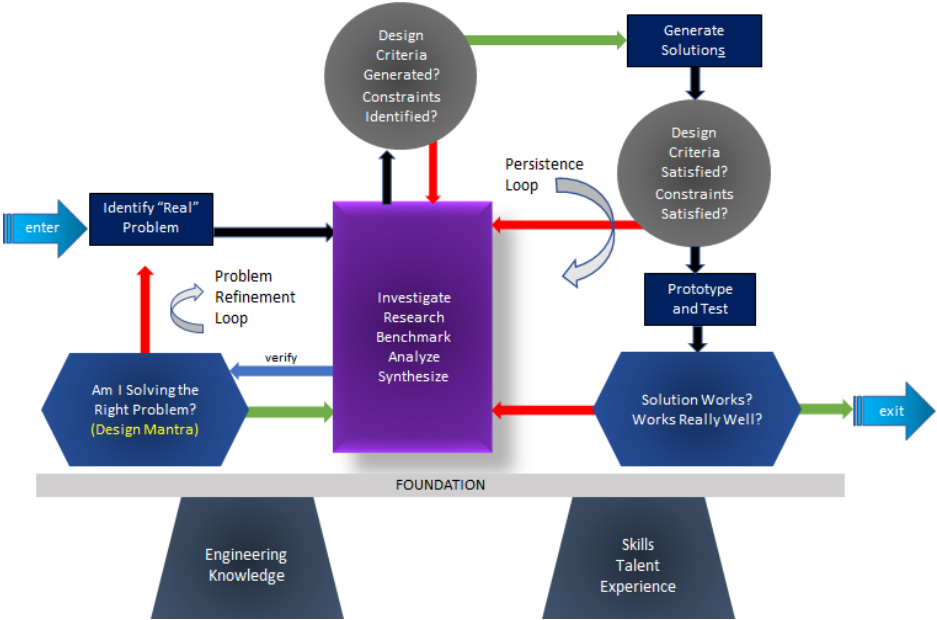 Design
Criteria
Generated?
Constraints
Identified?
Generate
Solutions
Design
Criteria
Satisfied?
Constraints
Satisfied?
Persistence
Loop
enter
Identify “Real”
Problem
Problem
Refinement
Loop
Investigate
Research
Benchmark
Analyze
Synthesize
Prototype
and Test
verify
Am I Solving the
Right Problem?
(Design Mantra)
Solution Works?
Works Really Well?
exit
FOUNDATION
Engineering
Knowledge
Skills
Talent
Experience